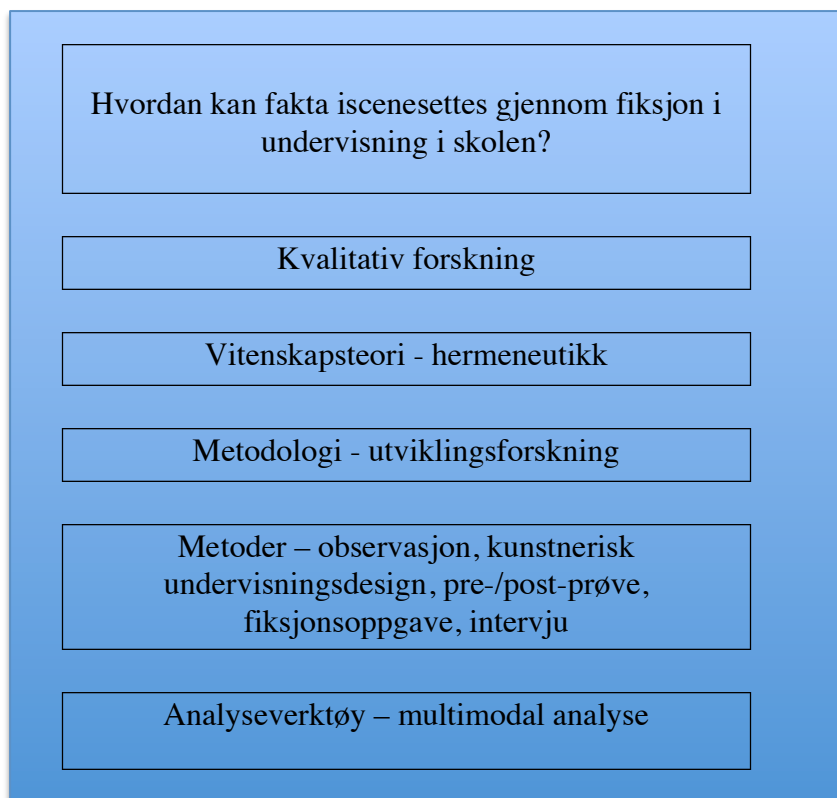 Hvordan kan fakta iscenesettes gjennom fiksjon i
undervisning i skolen?
Kvalitativ forskning
Vitenskapsteori - hermeneutikk
Metodologi - utviklingsforskning
Metoder – observasjon, kunstnerisk
undervisningsdesign, pre-/post-prøve,
fiksjonsoppgave, intervju
Analyseverktøy – multimodal analyse